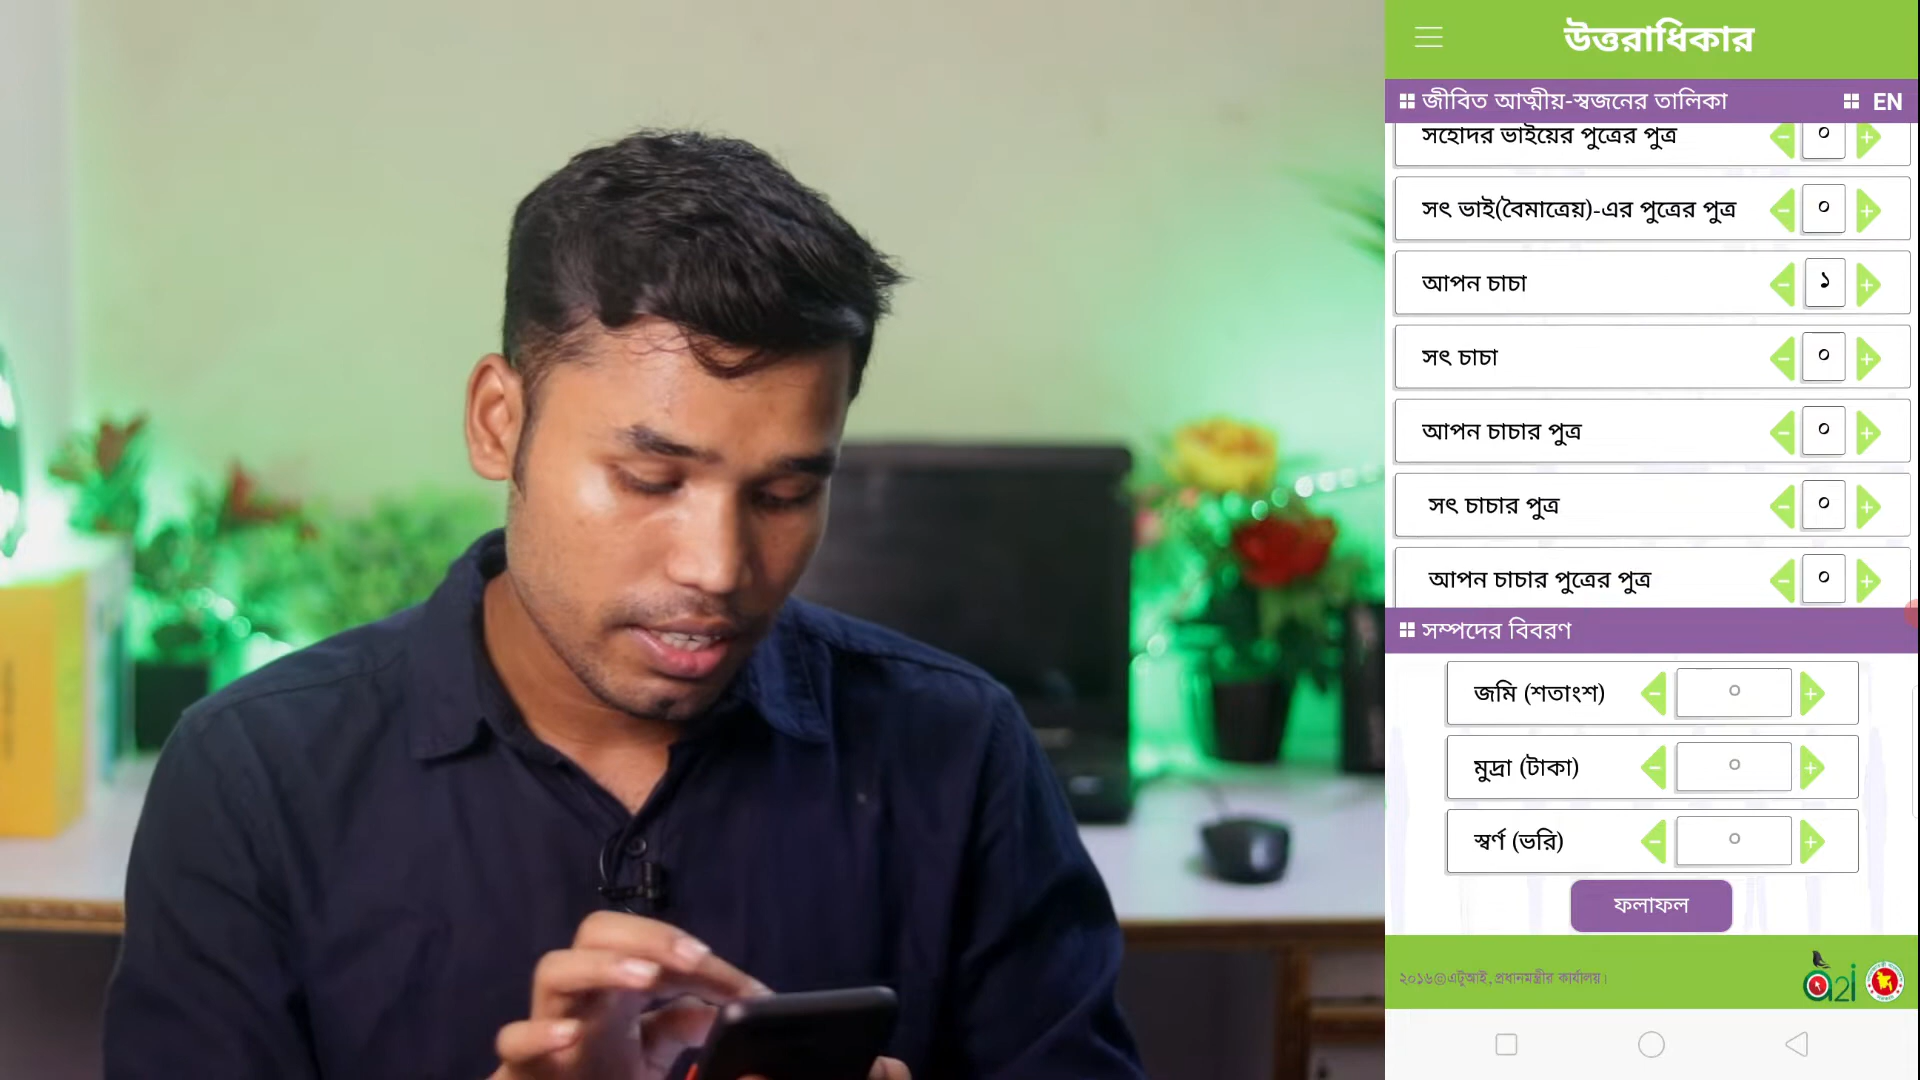 উত্তরাধিকার
জীবিত আত্মীয়-স্বজনের তালিকা EN
সহোদর ভাইয়ের পুত্রের পুত্র - ০ +
সৎ ভাই(বৈমাত্রেয়)-এর পুত্রের পুত্র - ০ +
আপন চাচা - ১ +
সৎ চাচা - ০ +
আপন চাচার পুত্র - ০ +
সৎ চাচার পুত্র - ০ +
আপন চাচার পুত্রের পুত্র - ০ +
সম্পদের বিবরণ
জমি (শতাংশ) - ০ +
মুদ্রা (টাকা) - ০ +
স্বর্ণ (ভরি) - ০ +
ফলাফল
২০১৬©এটুআই, প্রধানমন্ত্রীর কার্যালয়।
a2i